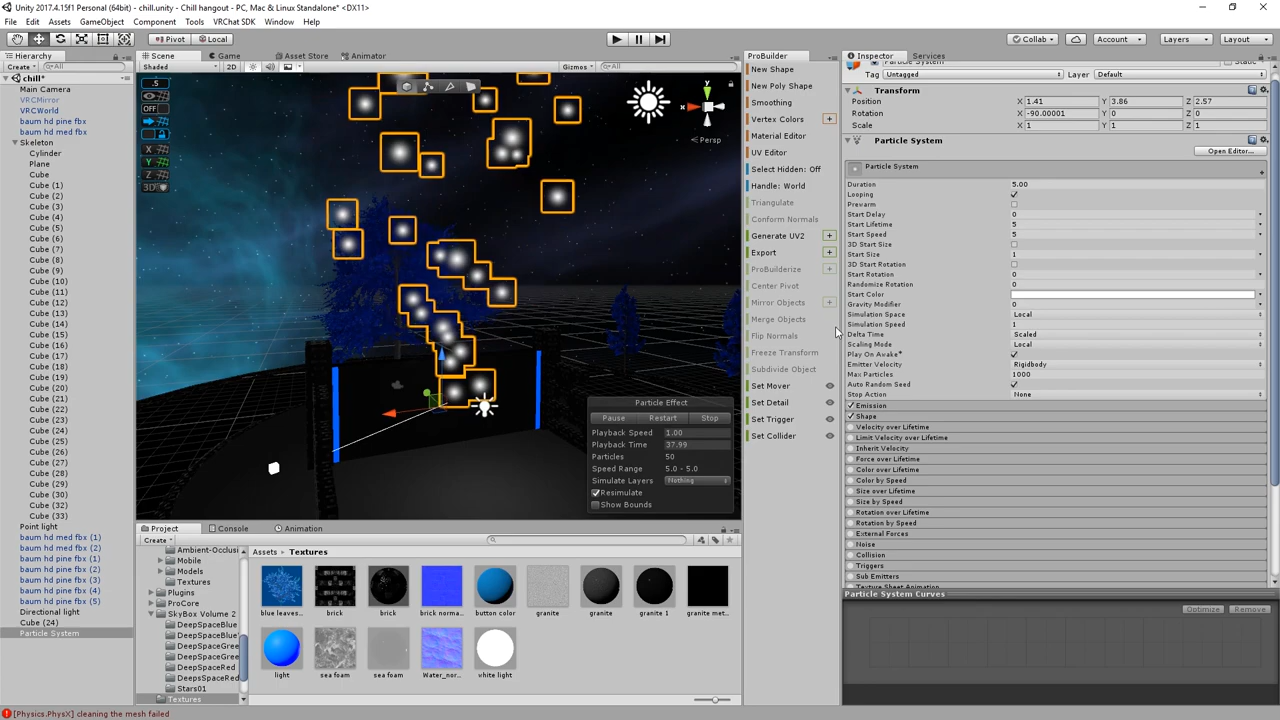 Unity 2017.4.15f1 Personal (64bit) - chill.unity - Chill hangout - PC, Mac & Linux Standalone* <DX11>
File Edit Assets GameObject Component Tools VRChat SDK Window Help
Pivot Local
Collab Account Layers Layout
Hierarchy
Create All
chill*
Main Camera
VRCMirror
VRCWorld
baum hd pine fbx
baum hd med fbx
Skeleton
Cylinder
Plane
Cube
Cube (1)
Cube (2)
Cube (3)
Cube (4)
Cube (5)
Cube (6)
Cube (7)
Cube (8)
Cube (9)
Cube (10)
Cube (11)
Cube (12)
Cube (13)
Cube (14)
Cube (15)
Cube (16)
Cube (17)
Cube (18)
Cube (19)
Cube (20)
Cube (21)
Cube (22)
Cube (23)
Cube (25)
Cube (26)
Cube (27)
Cube (28)
Cube (29)
Cube (30)
Cube (31)
Cube (32)
Cube (33)
Point light
baum hd med fbx (1)
baum hd med fbx (2)
baum hd pine fbx (1)
baum hd pine fbx (2)
baum hd pine fbx (3)
baum hd pine fbx (4)
baum hd pine fbx (5)
Directional light
Cube (24)
Particle System
Scene Game Asset Store Animator
Shaded 2D Gizmos All
.5
OFF
X
Y
Z
3D
y
x
Persp
Particle Effect
Pause Restart Stop
Playback Speed 1.00
Playback Time 37.99
Particles 50
Speed Range 5.0 - 5.0
Simulate Layers Nothing
Resimulate
Show Bounds
Project Console Animation
Create
Ambient-Occlusi
Mobile
Models
Textures
Plugins
ProCore
SkyBox Volume 2
DeepSpaceBlue
DeepSpaceBlue
DeepSpaceGree
DeepSpaceGree
DeepSpaceRed
DeepsSpaceRed
Stars01
Textures
Assets Textures
blue leaves... brick brick brick norma... button color granite granite granite 1 granite met...
light sea foam sea foam Water_nor... white light
ProBuilder
New Shape
New Poly Shape
Smoothing
Vertex Colors
Material Editor
UV Editor
Select Hidden: Off
Handle: World
Triangulate
Conform Normals
Generate UV2
Export
ProBuilderize
Center Pivot
Mirror Objects
Merge Objects
Flip Normals
Freeze Transform
Subdivide Object
Set Mover
Set Detail
Set Trigger
Set Collider
Inspector Services
Tag Untagged Layer Default
Transform
Position X 1.41 Y 3.86 Z 2.57
Rotation X -90.00001 Y 0 Z 0
Scale X 1 Y 1 Z 1
Particle System
Open Editor...
Particle System
Duration 5.00
Looping
Prewarm
Start Delay 0
Start Lifetime 5
Start Speed 5
3D Start Size
Start Size 1
3D Start Rotation
Start Rotation 0
Randomize Rotation 0
Start Color
Gravity Modifier 0
Simulation Space Local
Simulation Speed 1
Delta Time Scaled
Scaling Mode Local
Play On Awake*
Emitter Velocity Rigidbody
Max Particles 1000
Auto Random Seed
Stop Action None
Emission
Shape
Velocity over Lifetime
Limit Velocity over Lifetime
Inherit Velocity
Force over Lifetime
Color over Lifetime
Color by Speed
Size over Lifetime
Size by Speed
Rotation over Lifetime
Rotation by Speed
External Forces
Noise
Collision
Triggers
Sub Emitters
Particle System Curves
Optimize Remove
[Physics.PhysX] cleaning the mesh failed